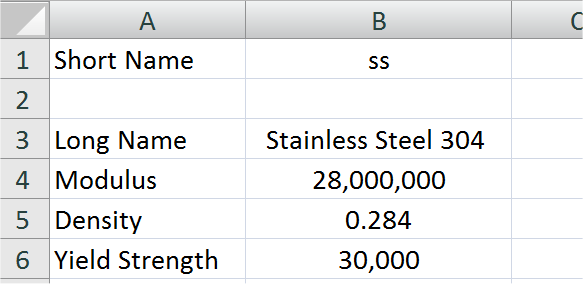 A B C
1 Short Name ss
2
3 Long Name Stainless Steel 304
4 Modulus 28,000,000
5 Density 0.284
6 Yield Strength 30,000